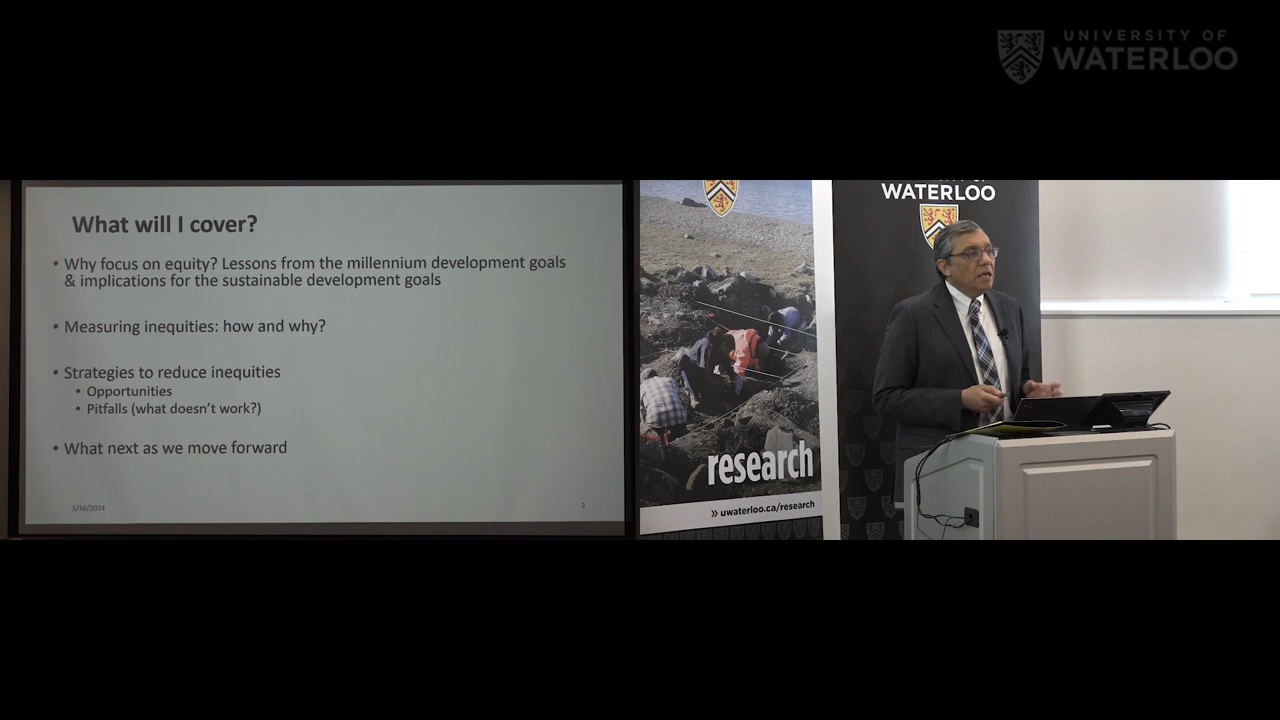 UNIVERSITY OF
WATERLOO
What will I cover?
• Why focus on equity? Lessons from the millennium development goals
& implications for the sustainable development goals
• Measuring inequities: how and why?
• Strategies to reduce inequities
• Opportunities
• Pitfalls (what doesn't work?)
• What next as we move forward
2
research
» uwaterloo.ca/research
WATERLOO